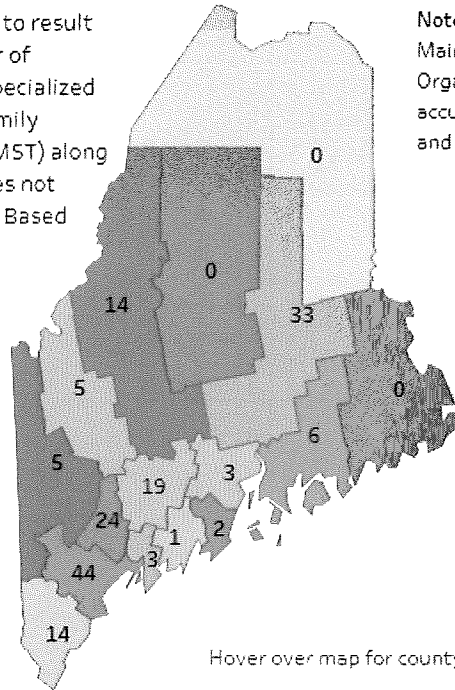 to result
r of
pecialized
mily
MST) along
es not
Based
Note
Main
Orga
accu
and
0
0
14
33
0
5
6
5
3
19
24
2
1
3
44
14
Hover over map for county